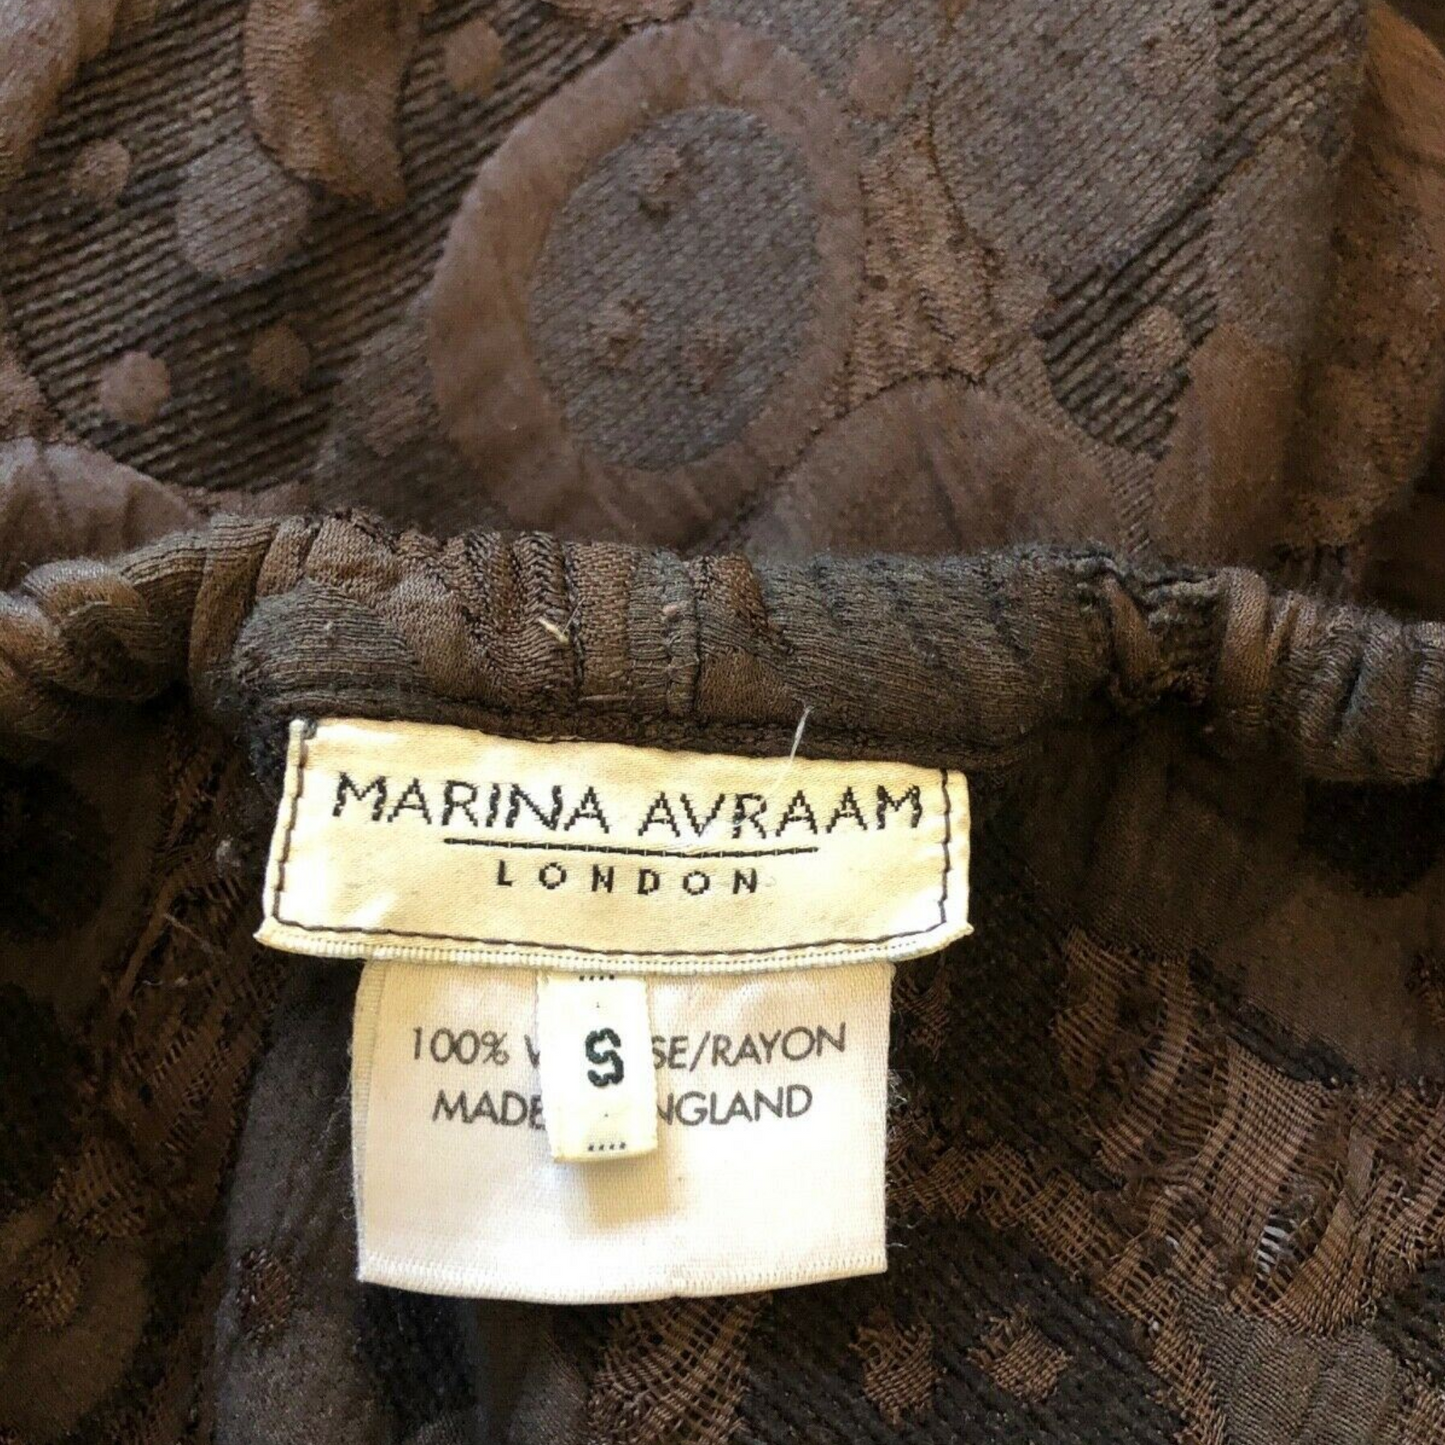 MARINA AVRAAM
LONDON
100% V SE/RAYON
S
MADE NGLAND